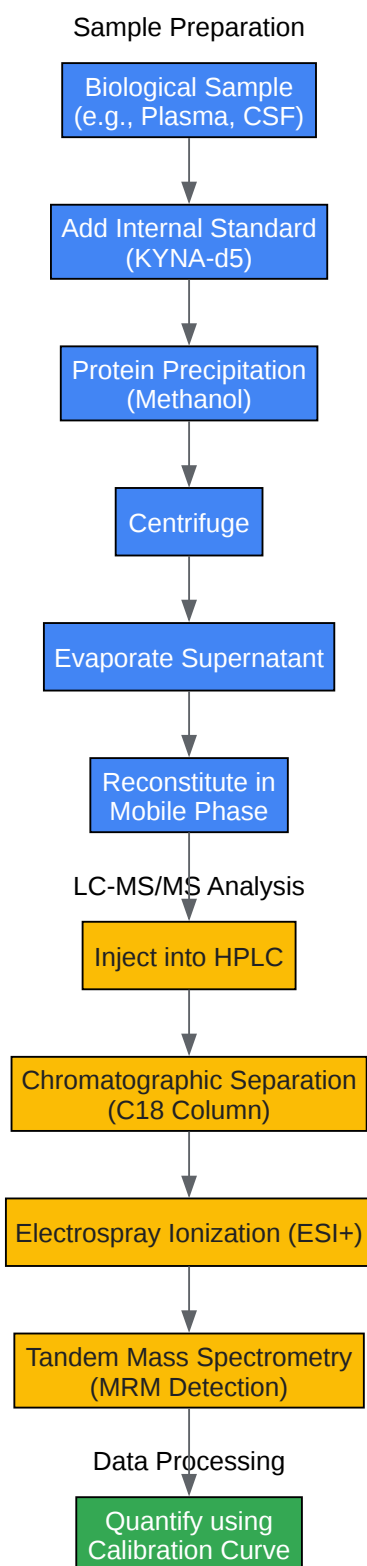 Sample Preparation
Biological Sample
(e.g., Plasma, CSF)
Add Internal Standard
(KYNA-d5)
Protein Precipitation
(Methanol)
Centrifuge
Evaporate Supernatant
Reconstitute in
Mobile Phase
LC-MS/MS Analysis
Inject into HPLC
Chromatographic Separation
(C18 Column)
Electrospray Ionization (ESI+)
Tandem Mass Spectrometry
(MRM Detection)
Data Processing
Quantify using
Calibration Curve